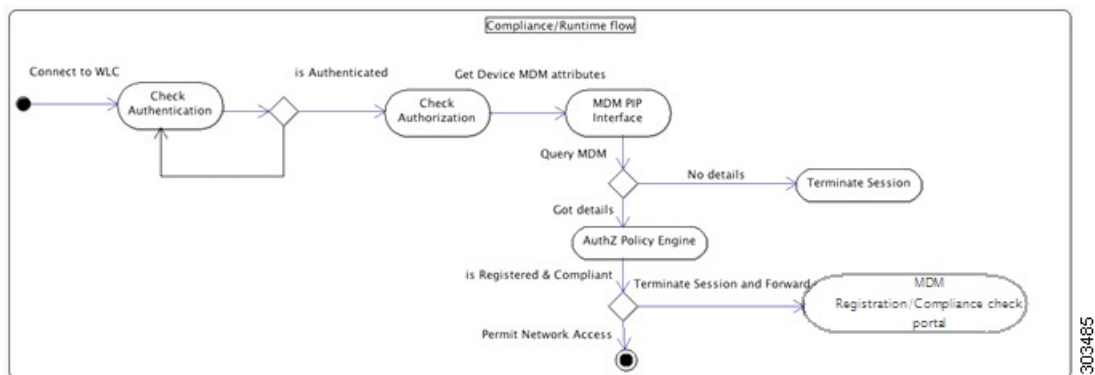 Compliance/Runtime flow
Connect to WLC
is Authenticated
Get Device MDM attributes
Check
Authentication
Check
Authorization
MDM PIP
Interface
Query MDM
No details
Terminate Session
Got details
AuthZ Policy Engine
is Registered & Compliant
Terminate Session and Forward
MDM
Registration/Compliance check
portal
Permit Network Access
303485